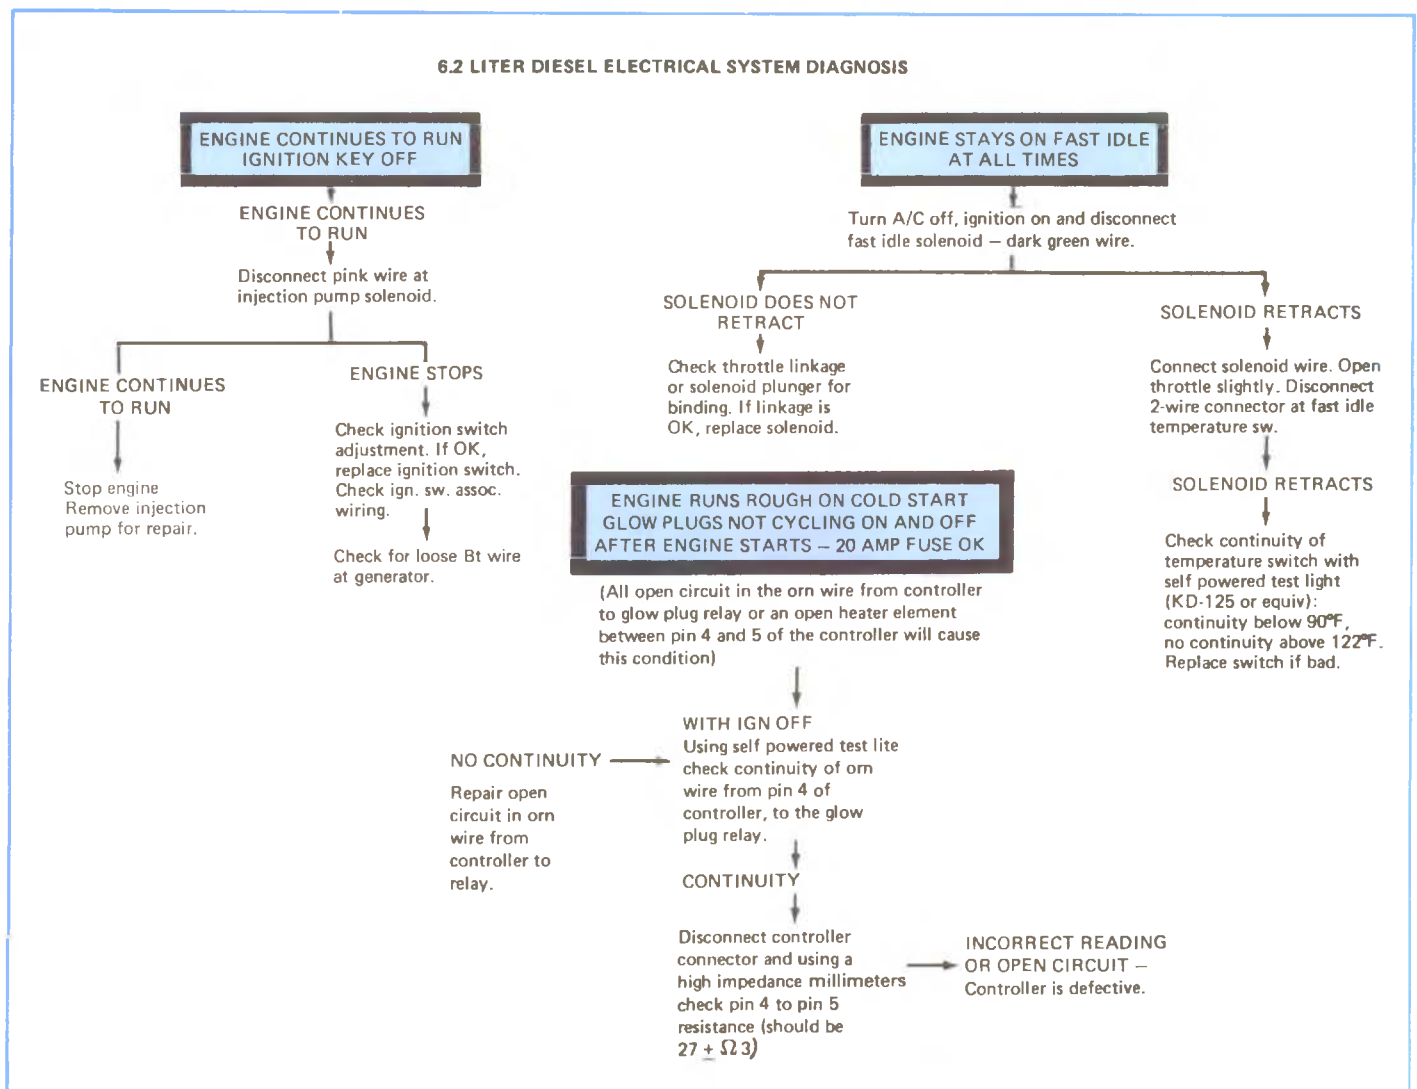 6.2 LITER DIESEL ELECTRICAL SYSTEM DIAGNOSIS
ENGINE CONTINUES TO RUN
IGNITION KEY OFF
ENGINE CONTINUES
TO RUN
Disconnect pink wire at
injection pump solenoid.
ENGINE CONTINUES
TO RUN
Stop engine
Remove injection
pump for repair.
ENGINE STOPS
Check ignition switch
adjustment. If OK,
replace ignition switch.
Check ign. sw. assoc.
wiring.
Check for loose Bt wire
at generator.
ENGINE STAYS ON FAST IDLE
AT ALL TIMES
Turn A/C off, ignition on and disconnect
fast idle solenoid — dark green wire.
SOLENOID DOES NOT
RETRACT
Check throttle linkage
or solenoid plunger for
binding. If linkage is
OK, replace solenoid.
SOLENOID RETRACTS
Connect solenoid wire. Open
throttle slightly. Disconnect
2-wire connector at fast idle
temperature sw.
SOLENOID RETRACTS
Check continuity of
temperature switch with
self powered test light
(KD-125 or equiv):
continuity below 90°F,
no continuity above 122°F.
Replace switch if bad.
ENGINE RUNS ROUGH ON COLD START
GLOW PLUGS NOT CYCLING ON AND OFF
AFTER ENGINE STARTS — 20 AMP FUSE OK
(All open circuit in the orn wire from controller
to glow plug relay or an open heater element
between pin 4 and 5 of the controller will cause
this condition)
WITH IGN OFF
Using self powered test lite
check continuity of orn
wire from pin 4 of
controller, to the glow
plug relay.
NO CONTINUITY
Repair open
circuit in orn
wire from
controller to
relay.
CONTINUITY
Disconnect controller
connector and using a
high impedance millimeters
check pin 4 to pin 5
resistance (should be
27 ± Ω 3)
INCORRECT READING
OR OPEN CIRCUIT —
Controller is defective.